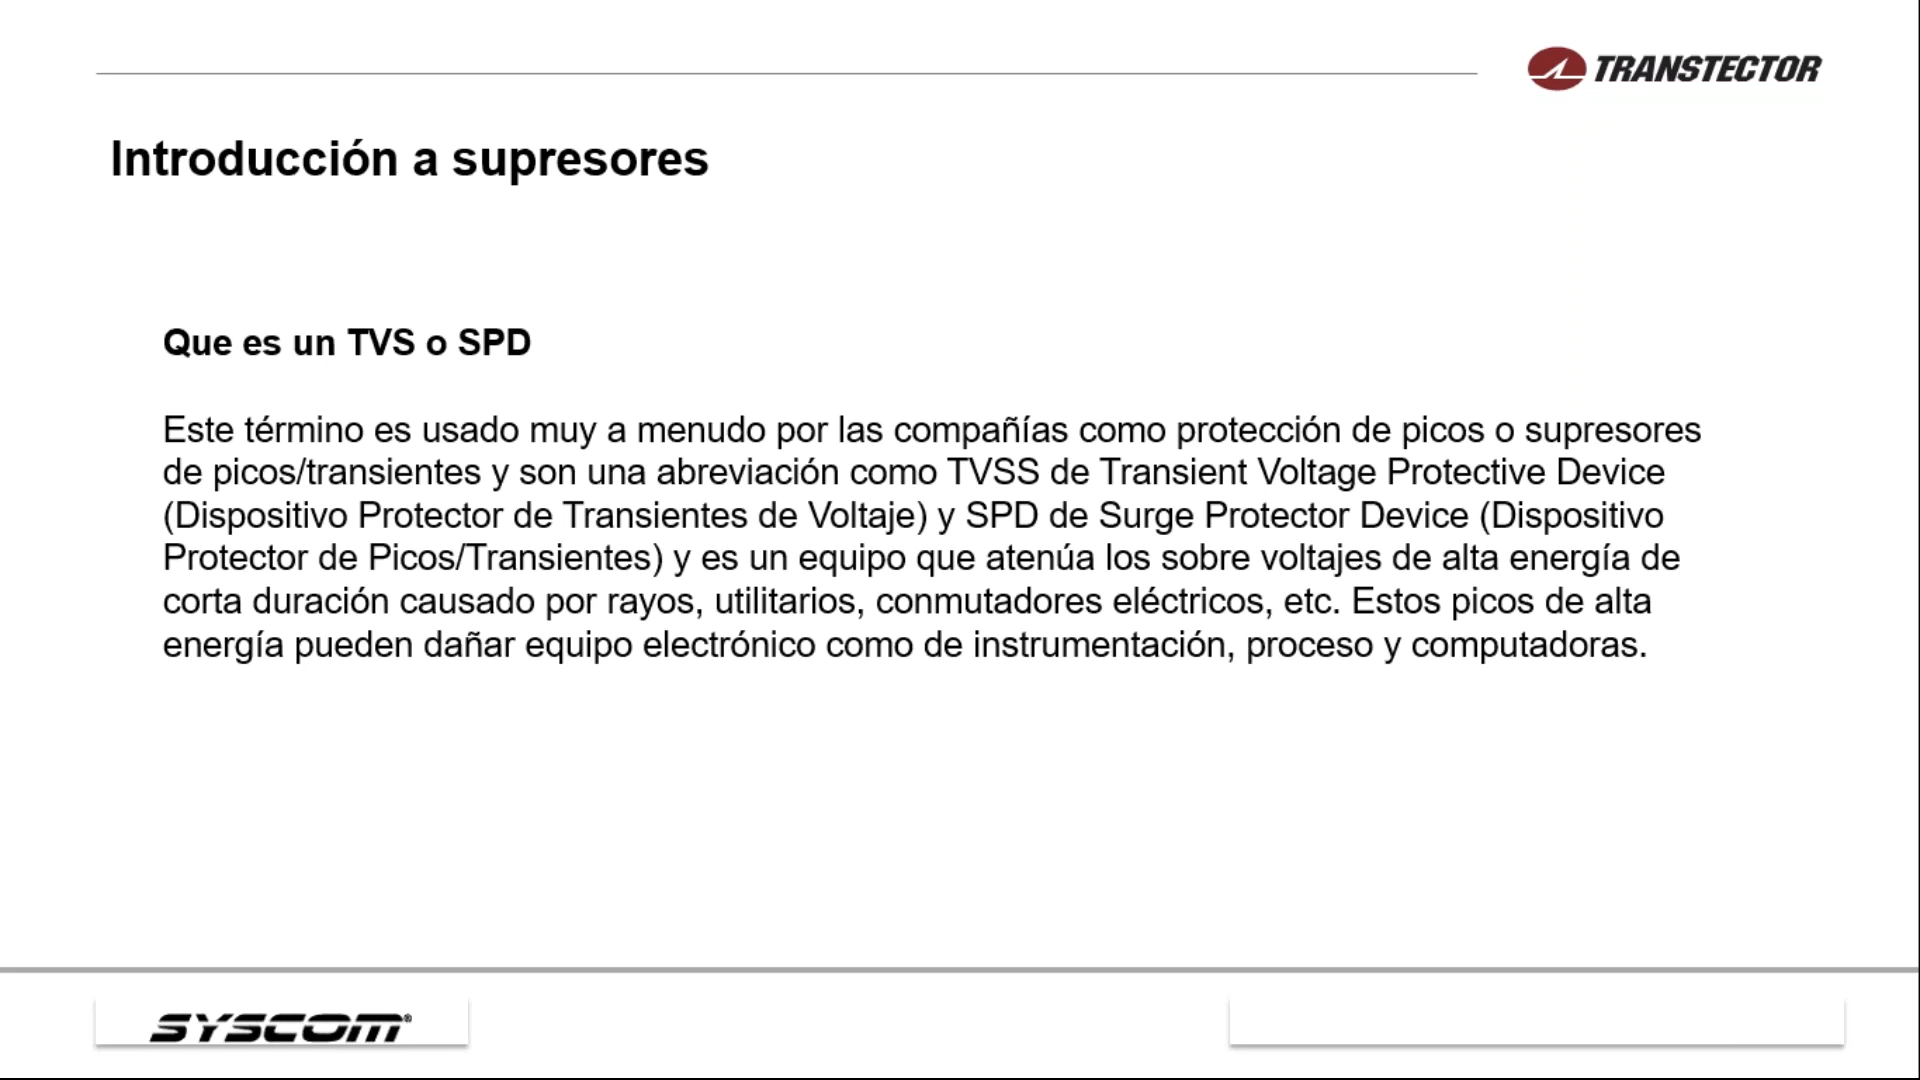 TRANSTECTOR
Introducción a supresores
Que es un TVS o SPD
Este término es usado muy a menudo por las compañías como protección de picos o supresores
de picos/transientes y son una abreviación como TVSS de Transient Voltage Protective Device
(Dispositivo Protector de Transientes de Voltaje) y SPD de Surge Protector Device (Dispositivo
Protector de Picos/Transientes) y es un equipo que atenúa los sobre voltajes de alta energía de
corta duración causado por rayos, utilitarios, conmutadores eléctricos, etc. Estos picos de alta
energía pueden dañar equipo electrónico como de instrumentación, proceso y computadoras.
SYSCOM®